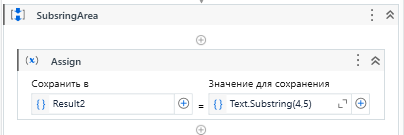 SubsringArea
(x) Assign
Сохранить в
Значение для сохранения
{} Result2 = {} Text.Substring(4,5)